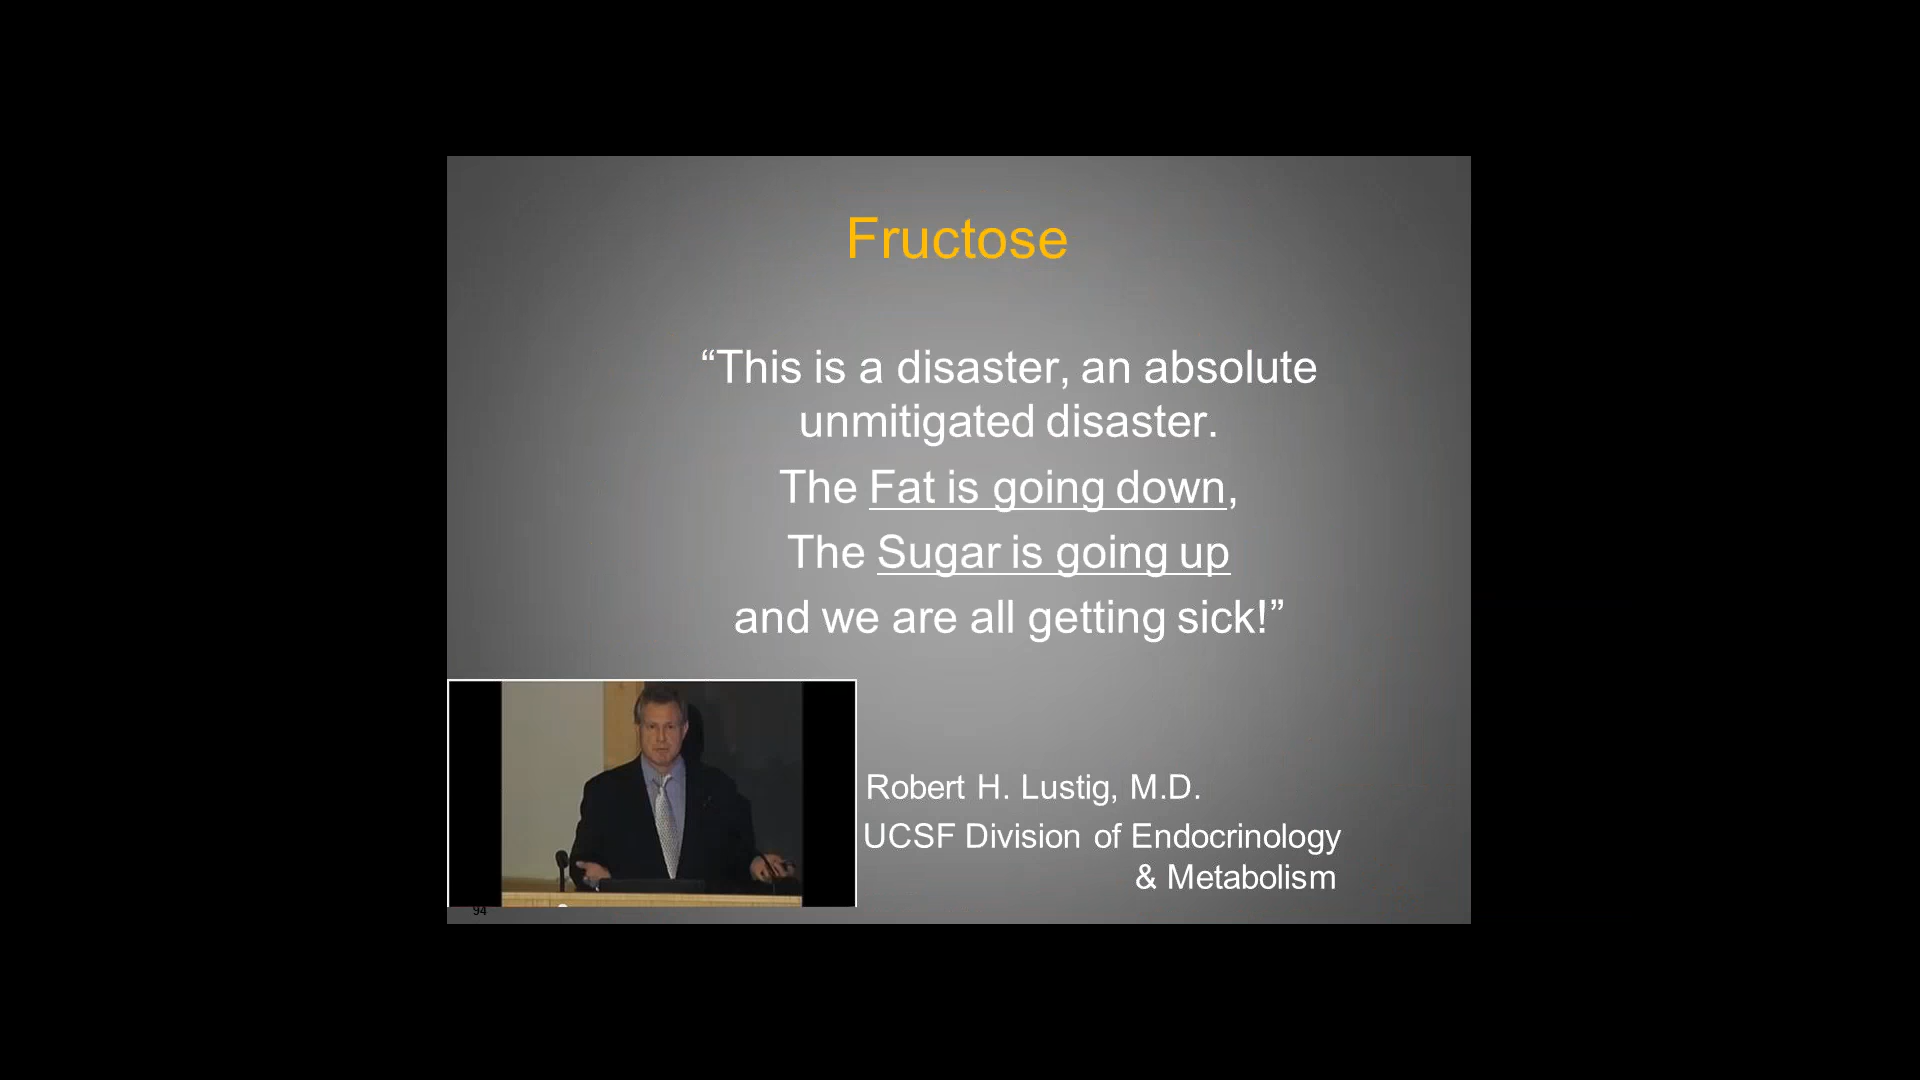 Fructose
“This is a disaster, an absolute
unmitigated disaster.
The Fat is going down,
The Sugar is going up
and we are all getting sick!”
Robert H. Lustig, M.D.
UCSF Division of Endocrinology
& Metabolism
94